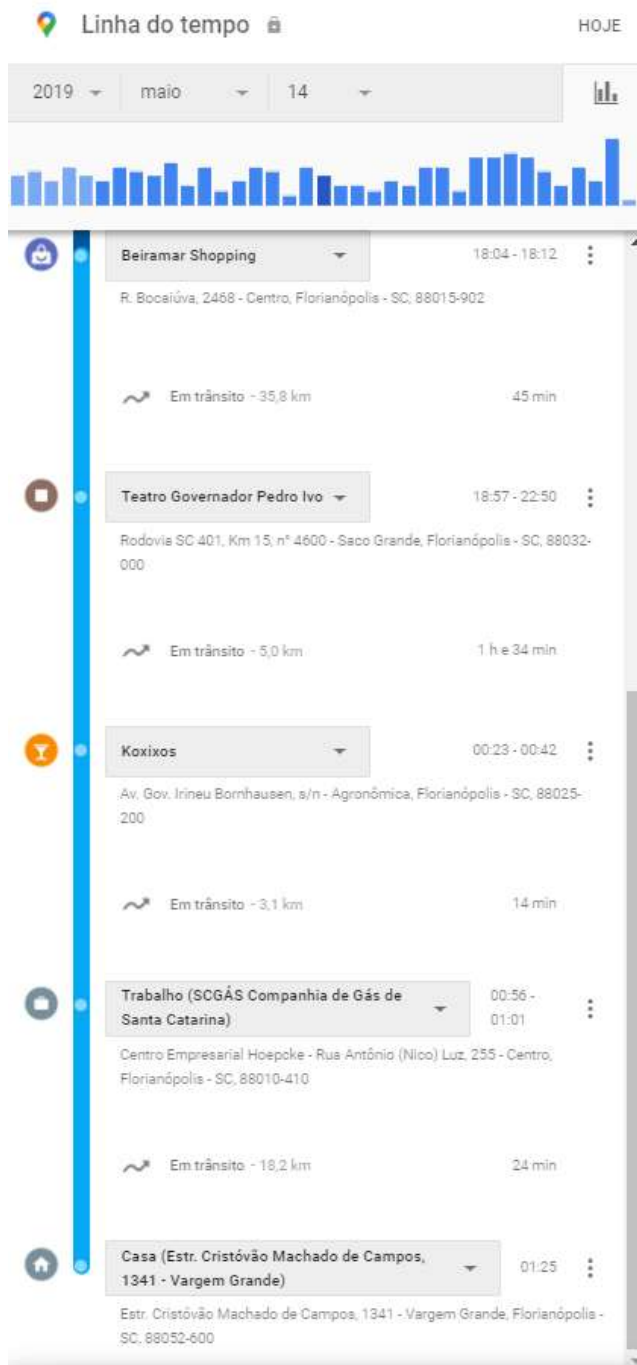 Linha do tempo
HOJE
2019
maio
14
Beiramar Shopping
18:04 - 18:12
R. Bocaiúva, 2468 - Centro, Florianópolis - SC, 88015-902
Em trânsito - 35,8 km
45 min
Teatro Governador Pedro Ivo
18:57 - 22:50
Rodovia SC 401, Km 15, n° 4600 - Saco Grande, Florianópolis - SC, 88032-
000
Em trânsito - 5,0 km
1 h e 34 min
Koxixos
00:23 - 00:42
Av. Gov. Irineu Bornhausen, s/n - Agronômica, Florianópolis - SC, 88025-
200
Em trânsito - 3,1 km
14 min
Trabalho (SCGÁS Companhia de Gás de
Santa Catarina)
00:56 -
01:01
Centro Empresarial Hoepcke - Rua Antônio (Nico) Luz, 255 - Centro,
Florianópolis - SC, 88010-410
Em trânsito - 18,2 km
24 min
Casa (Estr. Cristóvão Machado de Campos,
1341 - Vargem Grande)
01:25
Estr. Cristóvão Machado de Campos, 1341 - Vargem Grande, Florianópolis -
SC, 88052-600